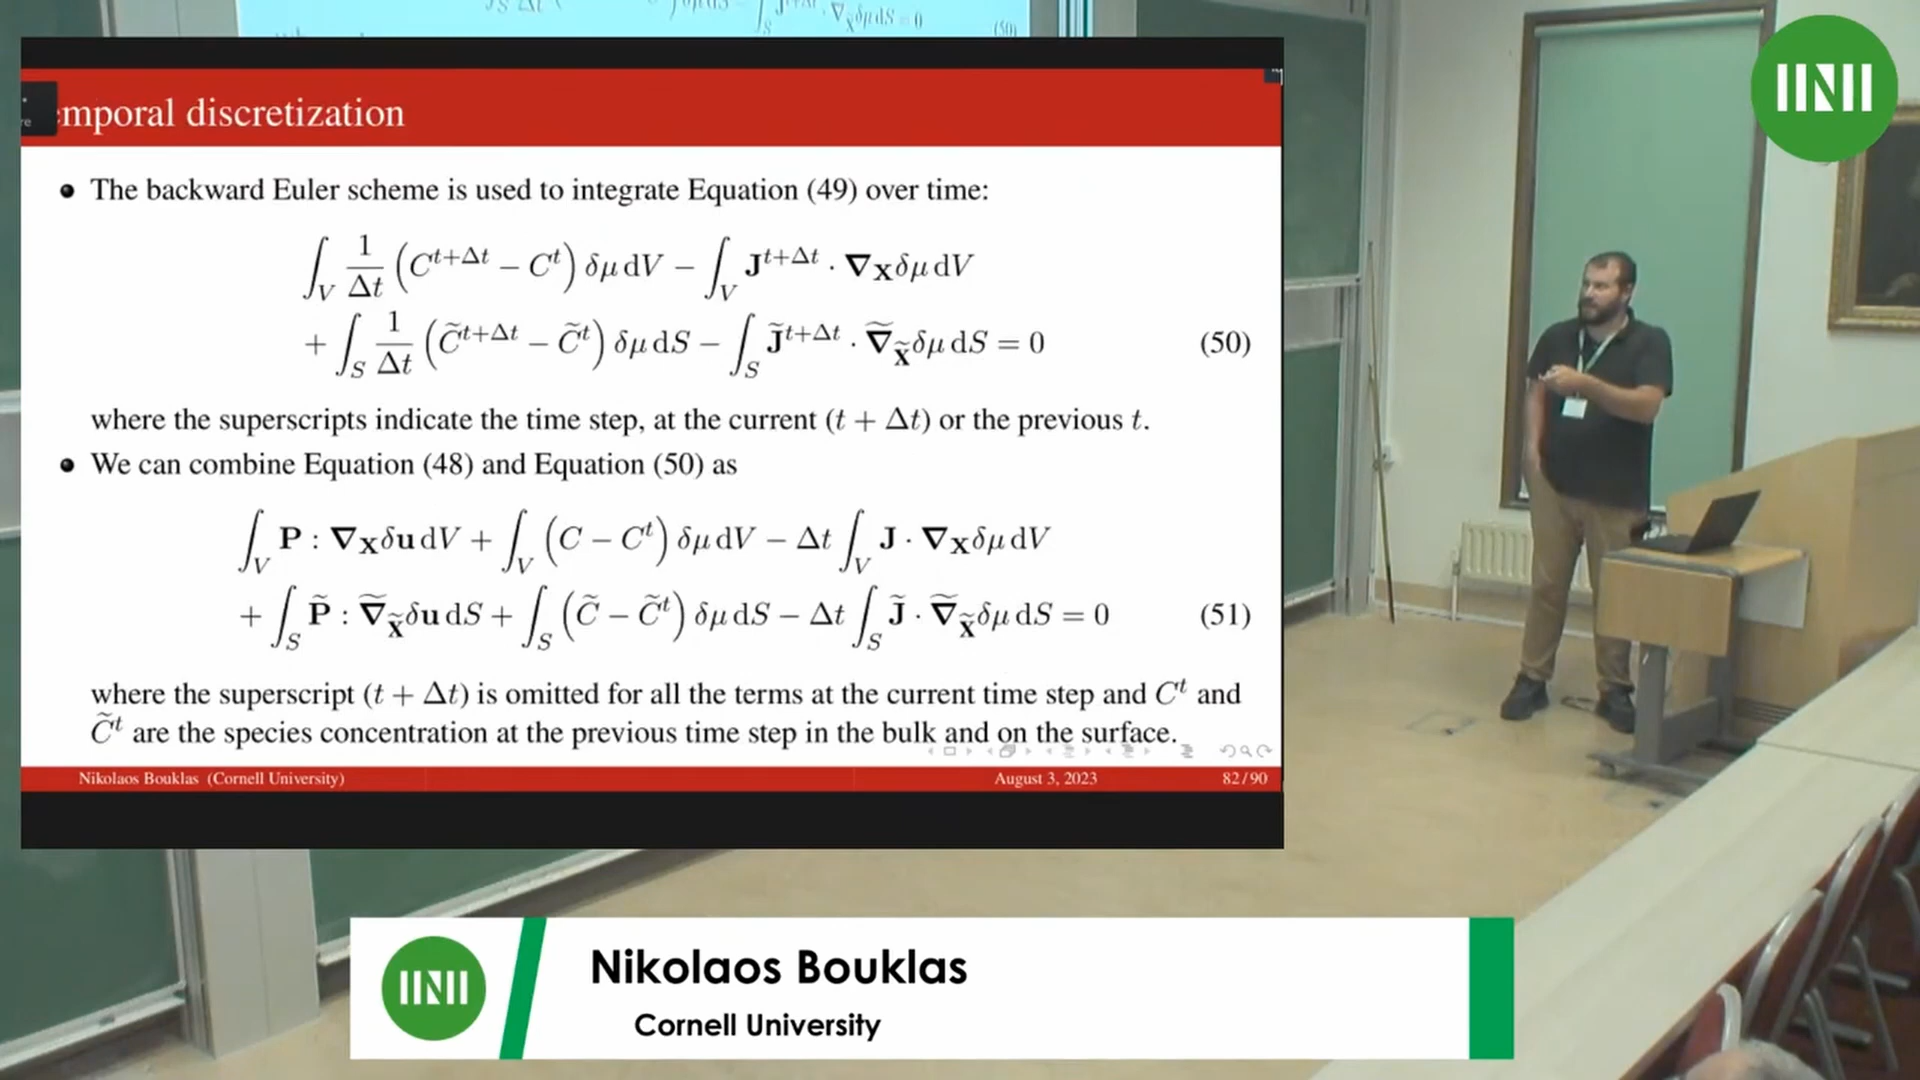 mporal discretization
• The backward Euler scheme is used to integrate Equation (49) over time:
∫_V 1/Δt (C^{t+Δt} − C^t) δμ dV − ∫_V J^{t+Δt} · ∇_X δμ dV
+ ∫_S 1/Δt (C̃^{t+Δt} − C̃^t) δμ dS − ∫_S J̃^{t+Δt} · ∇̃_X̃ δμ dS = 0 (50)
where the superscripts indicate the time step, at the current (t + Δt) or the previous t.
• We can combine Equation (48) and Equation (50) as
∫_V P : ∇_X δu dV + ∫_V (C − C^t) δμ dV − Δt ∫_V J · ∇_X δμ dV
+ ∫_S P̃ : ∇̃_X̃ δu dS + ∫_S (C̃ − C̃^t) δμ dS − Δt ∫_S J̃ · ∇̃_X̃ δμ dS = 0 (51)
where the superscript (t + Δt) is omitted for all the terms at the current time step and C^t and
C̃^t are the species concentration at the previous time step in the bulk and on the surface.
Nikolaos Bouklas (Cornell University) August 3, 2023 82/90
Nikolaos Bouklas
Cornell University